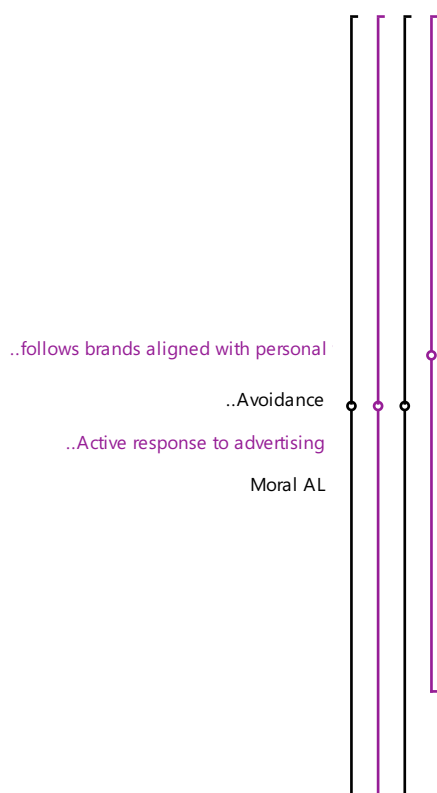 ..follows brands aligned with personal
..Avoidance
..Active response to advertising
Moral AL